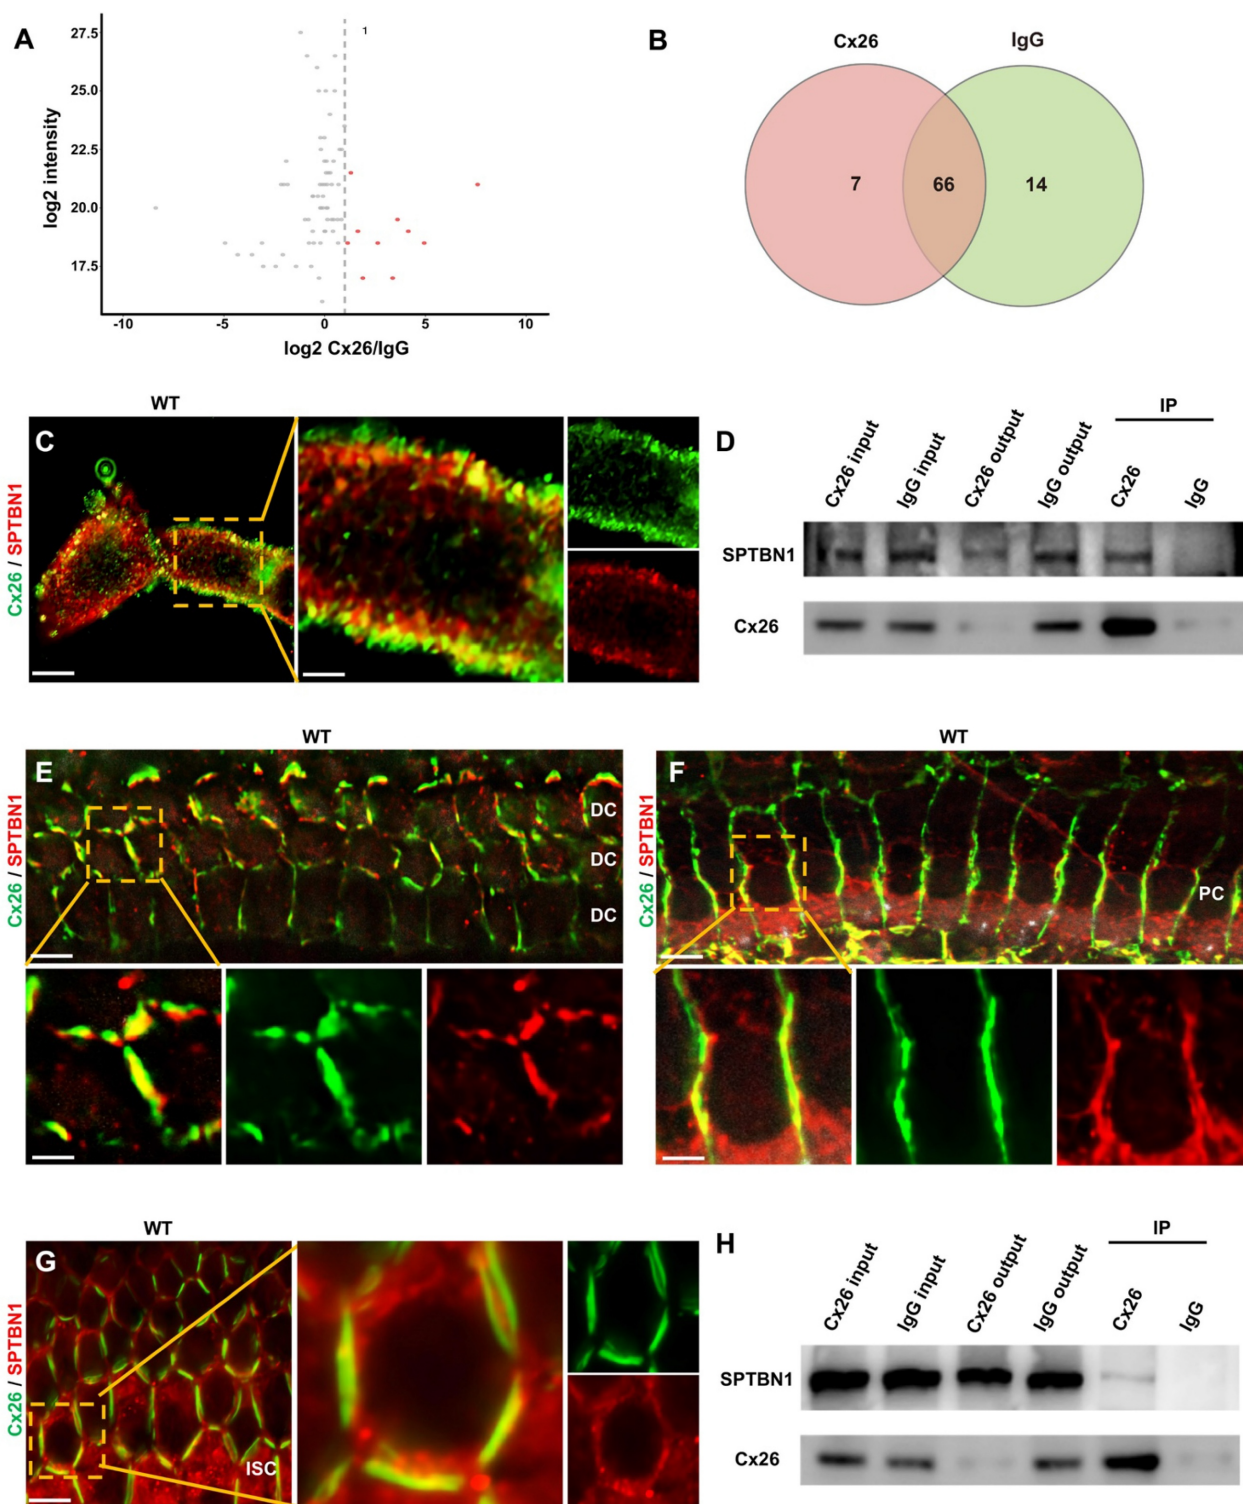 A
27.5
25.0
22.5
20.0
17.5
log2 intensity
1
-10
-5
0
5
10
log2 Cx26/IgG
B
Cx26
IgG
7
66
14
WT
C
Cx26 / SPTBN1
D
IP
Cx26 input
IgG input
Cx26 output
IgG output
Cx26
IgG
SPTBN1
Cx26
WT
E
Cx26 / SPTBN1
DC
DC
DC
WT
F
Cx26 / SPTBN1
PC
WT
G
Cx26 / SPTBN1
ISC
H
IP
Cx26 input
IgG input
Cx26 output
IgG output
Cx26
IgG
SPTBN1
Cx26